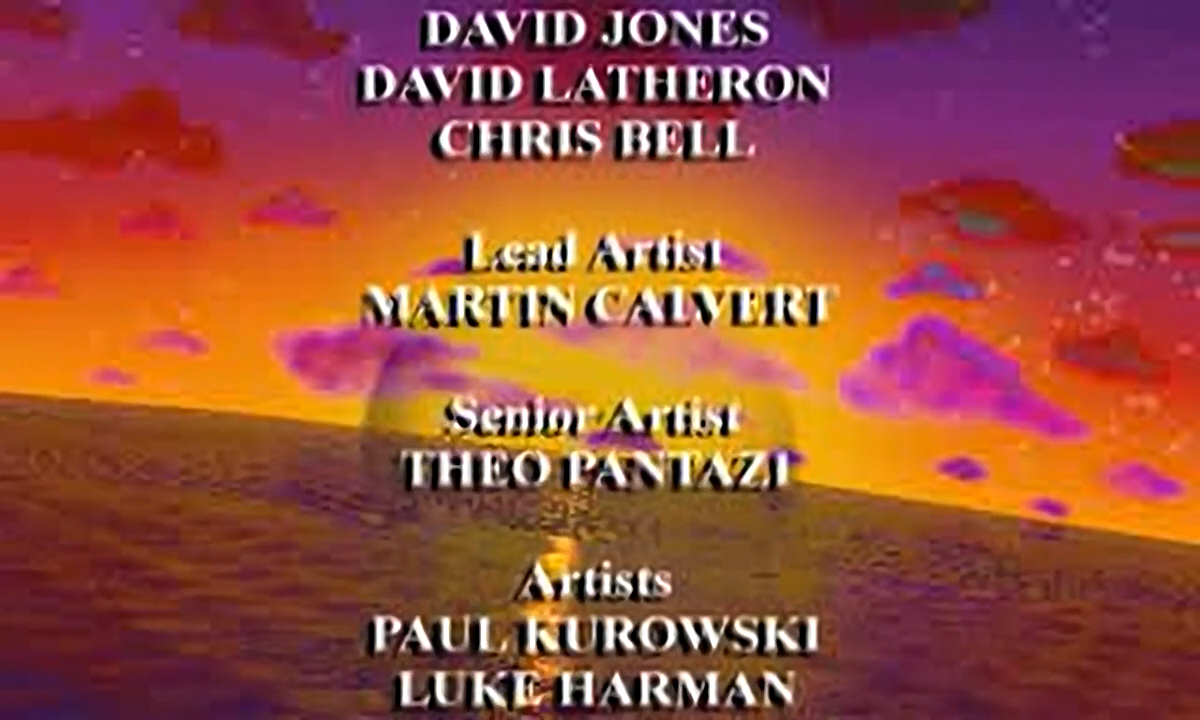 DAVID JONES
DAVID LATHERON
CHRIS BELL
Lead Artist
MARTIN CALVERT
Senior Artist
THEO PANTAZI
Artists
PAUL KUROWSKI
LUKE HARMAN